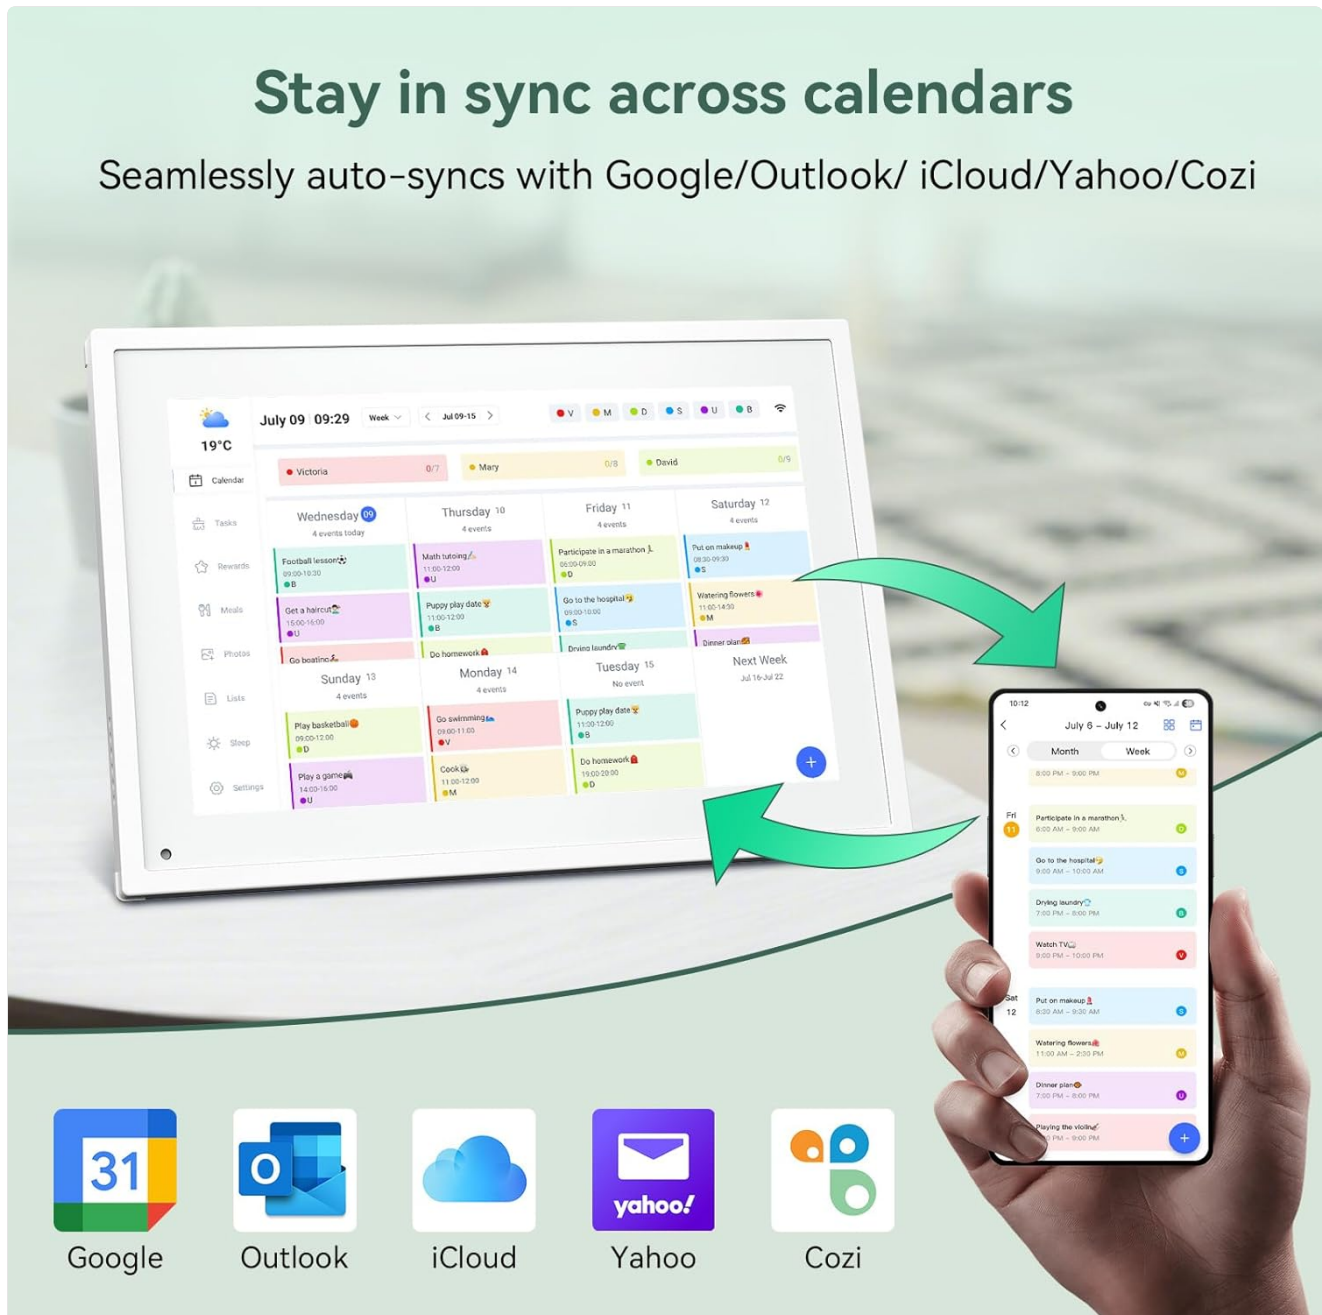 Stay in sync across calendars
Seamlessly auto-syncs with Google/Outlook/ iCloud/Yahoo/Cozi
19°C
July 09 09:29
Week
Jul 09-15
V
M
D
S
U
B
Calendar
Tasks
Rewards
Meals
Photos
Lists
Sleep
Settings
Victoria 0/7
Mary 0/8
David 0/9
Wednesday 09
4 events today
Football lesson
09:00-10:30
B
Get a haircut
15:00-16:00
U
Go boating
Thursday 10
4 events
Math tutoing
11:00-12:00
U
Puppy play date
11:00-12:00
B
Do homework
Friday 11
4 events
Participate in a marathon
06:00-09:00
D
Go to the hospital
09:00-10:00
S
Drying laundry
Saturday 12
4 events
Put on makeup
08:30-09:30
S
Watering flowers
11:00-14:30
M
Dinner plan
Sunday 13
4 events
Play basketball
09:00-12:00
D
Play a game
14:00-16:00
U
Monday 14
4 events
Go swimming
09:00-11:00
V
Cook
11:00-12:00
M
Tuesday 15
No event
Puppy play date
11:00-12:00
B
Do homework
19:00-20:00
D
Next Week
Jul 16-Jul 22
+
10:12
July 6 – July 12
Month
Week
8:00 PM – 9:00 PM
M
Fri
11
Participate in a marathon
6:00 AM – 9:00 AM
D
Go to the hospital
9:00 AM – 10:00 AM
S
Drying laundry
7:00 PM – 8:00 PM
B
Watch TV
9:00 PM – 10:00 PM
V
Sat
12
Put on makeup
AM – 9:30 AM
S
Watering flowers
11:00 AM – 2:30 PM
M
Dinner plan
7:00 PM – 8:00 PM
U
Playing the violin
PM – 9:00 PM
+
31
Google
O
Outlook
iCloud
yahoo!
Yahoo
Cozi